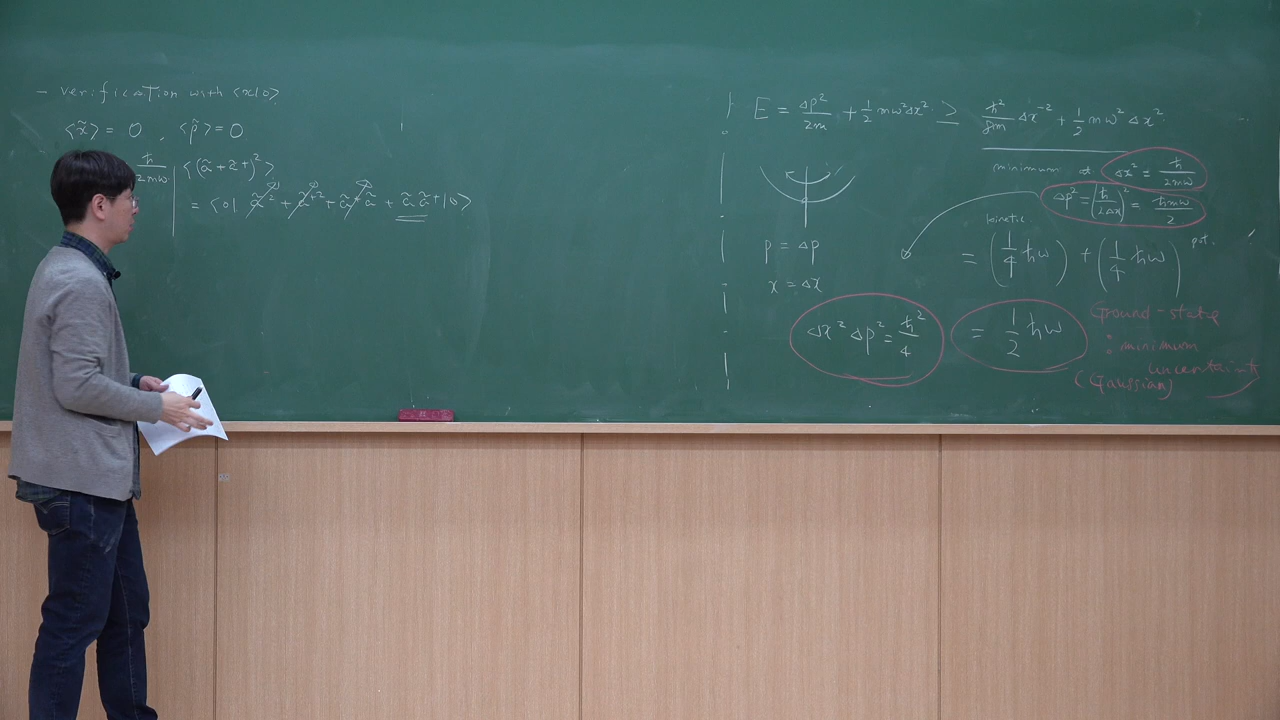 - verification with ⟨x|0⟩
⟨x̂⟩ = 0 , ⟨p̂⟩ = 0
ħ/2mω | ⟨(â + â†)²⟩
= ⟨0| â² + â†² + â†â + â â† |0⟩
E = Δp²/2m + 1/2 mω²Δx² ≥ ħ²/8m Δx⁻² + 1/2 mω² Δx²
minimum at Δx² = ħ/2mω
Δp² = (ħ/2Δx)² = ħmω/2
p = Δp
x = Δx
kinetic pot.
= (1/4 ħω) + (1/4 ħω)
Δx² Δp² = ħ²/4
= 1/2 ħω
Ground-state
: minimum
uncertainty
(Gaussian)